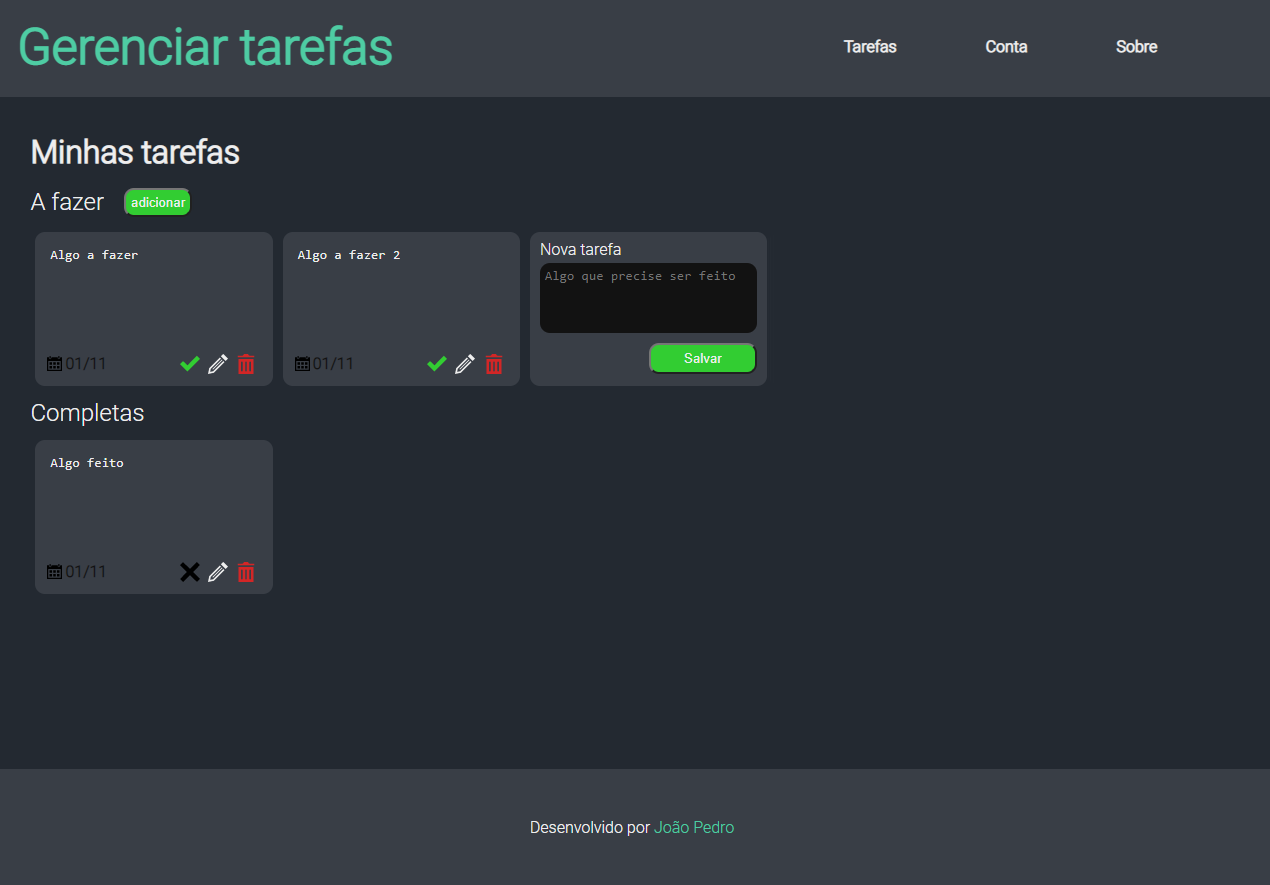 Gerenciar tarefas
Tarefas Conta Sobre
Minhas tarefas
A fazer adicionar
Algo a fazer
01/11
Algo a fazer 2
01/11
Nova tarefa
Algo que precise ser feito
Salvar
Completas
Algo feito
01/11
Desenvolvido por João Pedro